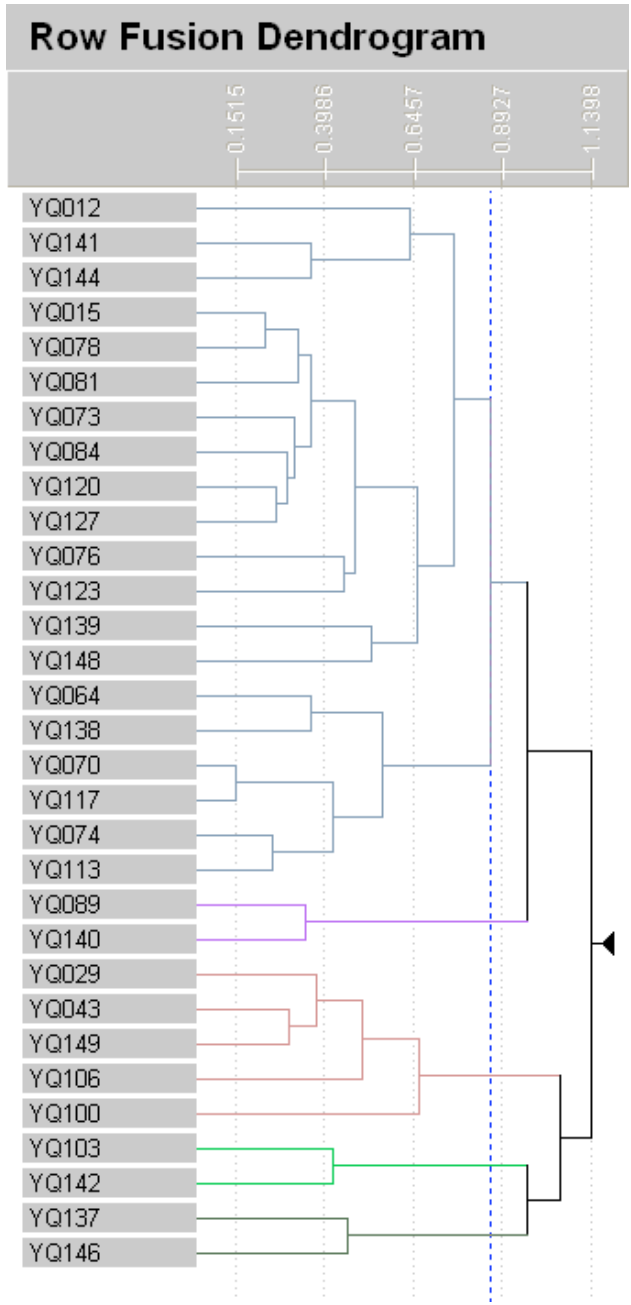 Row Fusion Dendrogram
0.1515
0.3986
0.6457
0.8927
1.1398
YQ012
YQ141
YQ144
YQ015
YQ078
YQ081
YQ073
YQ084
YQ120
YQ127
YQ076
YQ123
YQ139
YQ148
YQ064
YQ138
YQ070
YQ117
YQ074
YQ113
YQ089
YQ140
YQ029
YQ043
YQ149
YQ106
YQ100
YQ103
YQ142
YQ137
YQ146